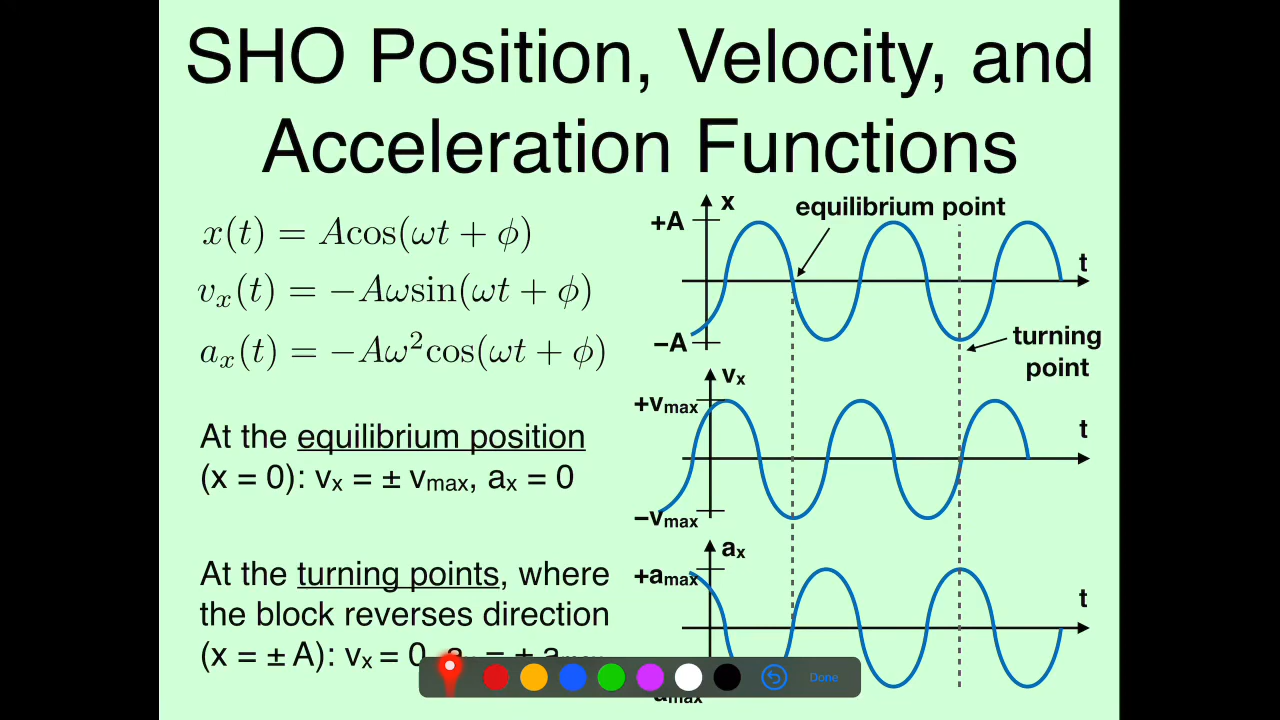 SHO Position, Velocity, and
Acceleration Functions
x(t) = Acos(ωt + ϕ)
vₓ(t) = −Aωsin(ωt + ϕ)
aₓ(t) = −Aω²cos(ωt + ϕ)
At the equilibrium position
(x = 0): vₓ = ± vmax, aₓ = 0
At the turning points, where
the block reverses direction
(x = ± A): vₓ = 0,
+A
x
equilibrium point
t
−A
turning
point
vₓ
+vmax
t
−vmax
aₓ
+amax
t
amax
Done